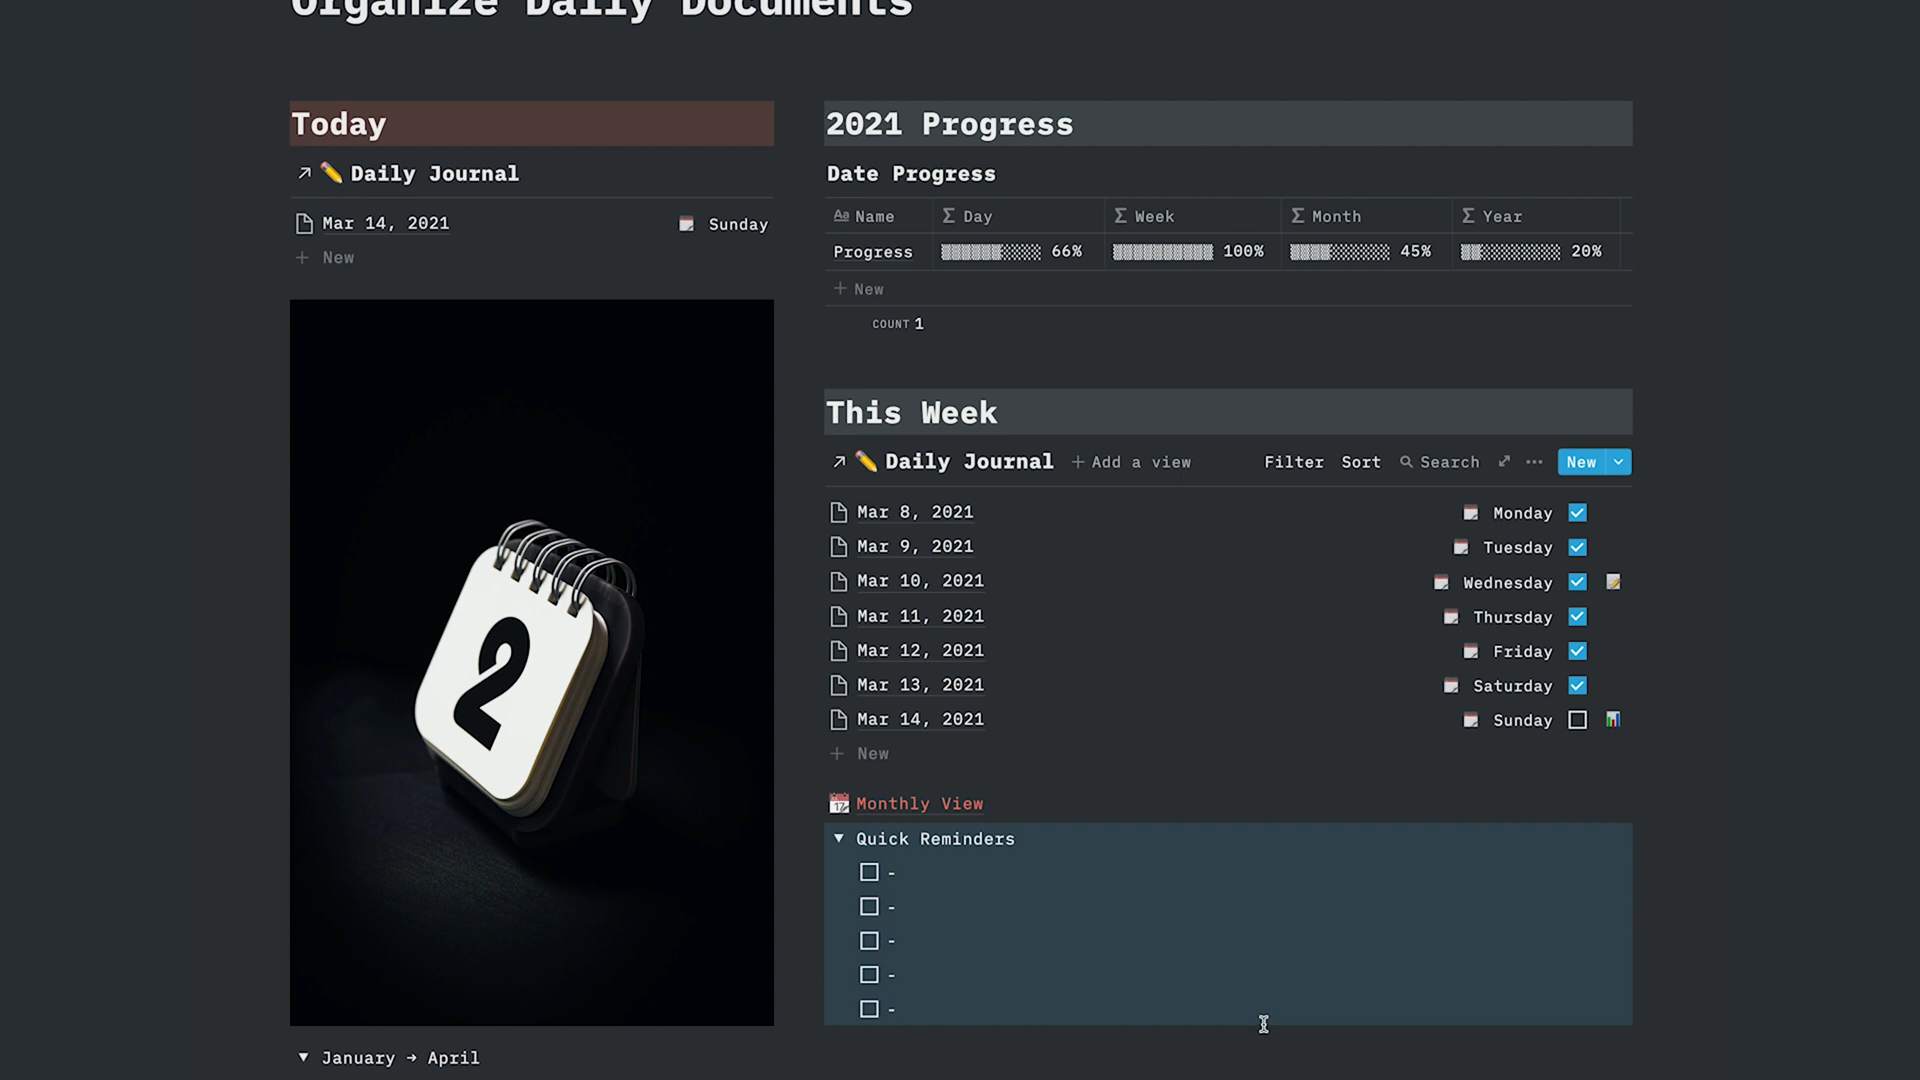 Organize Daily Documents
Today
Daily Journal
Mar 14, 2021 Sunday
New
2
January → April
2021 Progress
Date Progress
Aa Name Σ Day Σ Week Σ Month Σ Year
Progress 66% 100% 45% 20%
+ New
COUNT 1
This Week
Daily Journal + Add a view Filter Sort Search ··· New
Mar 8, 2021 Monday
Mar 9, 2021 Tuesday
Mar 10, 2021 Wednesday
Mar 11, 2021 Thursday
Mar 12, 2021 Friday
Mar 13, 2021 Saturday
Mar 14, 2021 Sunday
+ New
17 Monthly View
Quick Reminders
-
-
-
-
-